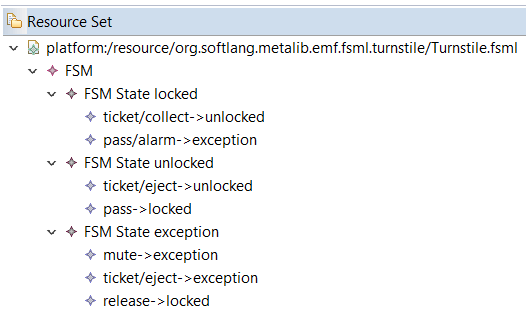 Resource Set
platform:/resource/org.softlang.metalib.emf.fsml.turnstile/Turnstile.fsml
FSM
FSM State locked
ticket/collect->unlocked
pass/alarm->exception
FSM State unlocked
ticket/eject->unlocked
pass->locked
FSM State exception
mute->exception
ticket/eject->exception
release->locked